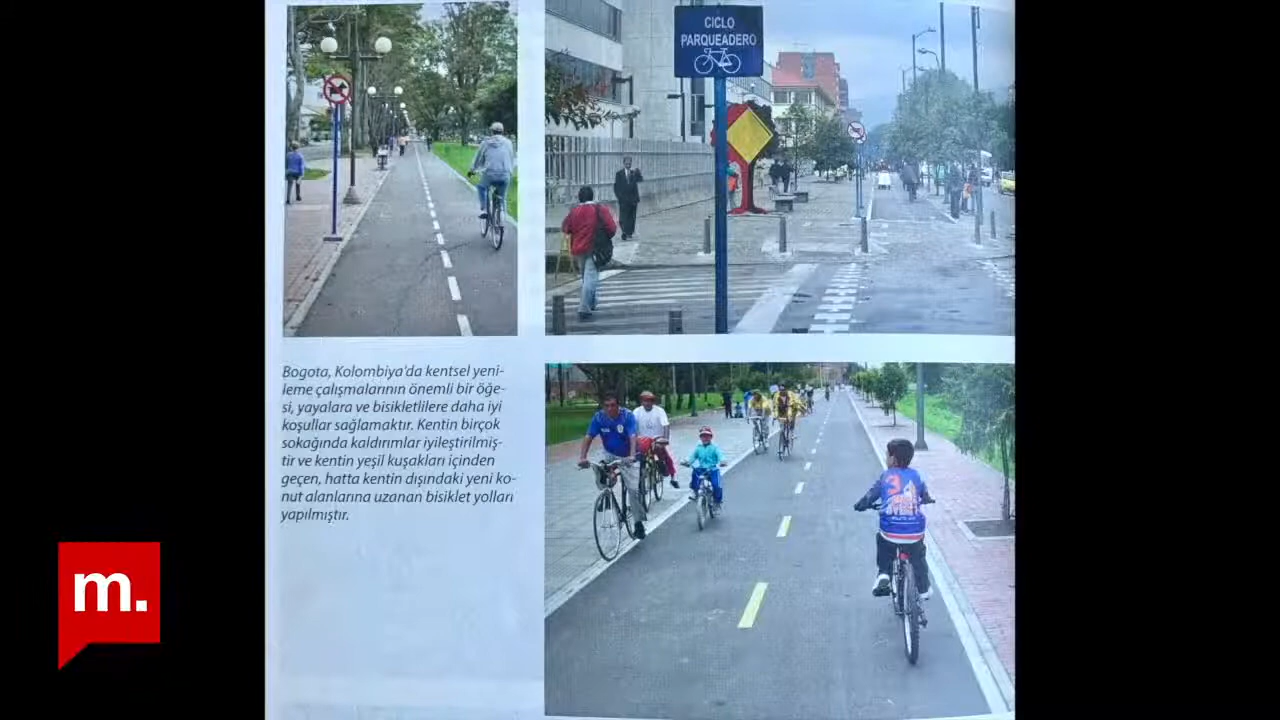 CICLO
PARQUEADERO
Bogota, Kolombiya'da kentsel yeni-
leme çalışmalarının önemli bir öğe-
si, yayalara ve bisikletlilere daha iyi
koşullar sağlamaktır. Kentin birçok
sokağında kaldırımlar iyileştirilmiş-
tir ve kentin yeşil kuşakları içinden
geçen, hatta kentin dışındaki yeni ko-
nut alanlarına uzanan bisiklet yolları
yapılmıştır.
m.